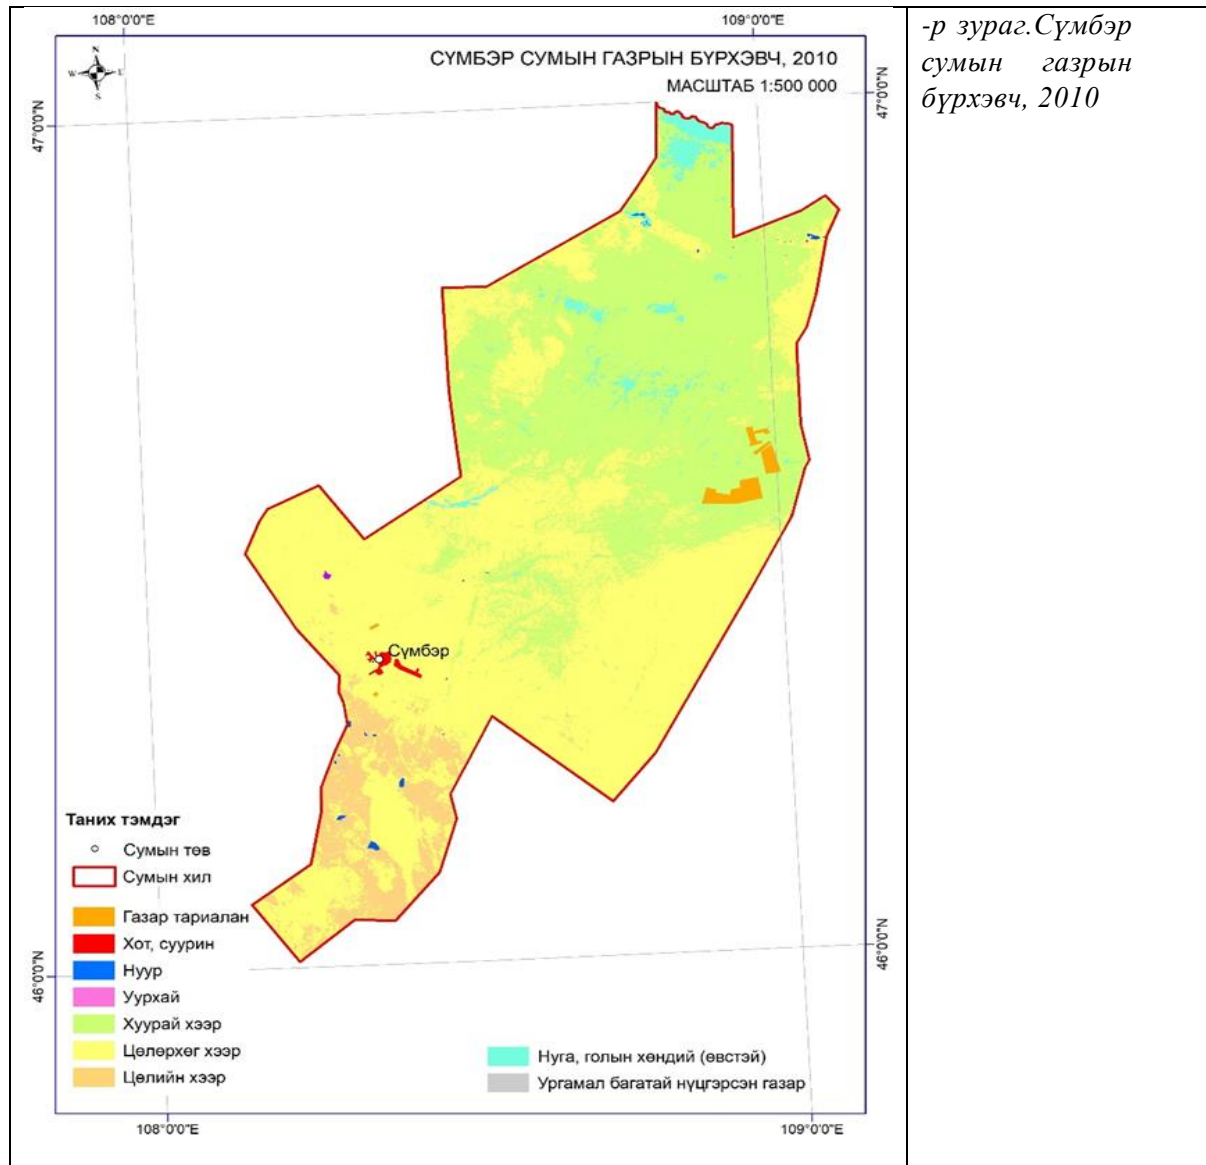 108°0'0"E
109°0'0"E
N
W
E
S
СҮМБЭР СУМЫН ГАЗРЫН БҮРХЭВЧ, 2010
МАСШТАБ 1:500 000
47°0'0"N
47°0'0"N
Сүмбэр
Таних тэмдэг
Сумын төв
Сумын хил
Газар тариалан
Хот, суурин
Нуур
Уурхай
Хуурай хээр
Цөлөрхөг хээр
Цөлийн хээр
Нуга, голын хөндий (өвстэй)
Ургамал багатай нүцгэрсэн газар
46°0'0"N
46°0'0"N
108°0'0"E
109°0'0"E
-р зураг.Сүмбэр
сумын газрын
бүрхэвч, 2010